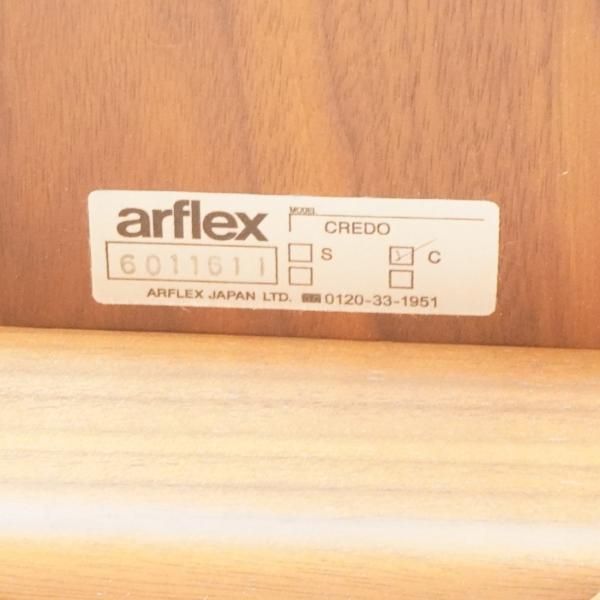 arflex
MODEL
CREDO
S
C
6011611
ARFLEX JAPAN LTD. 0120-33-1951